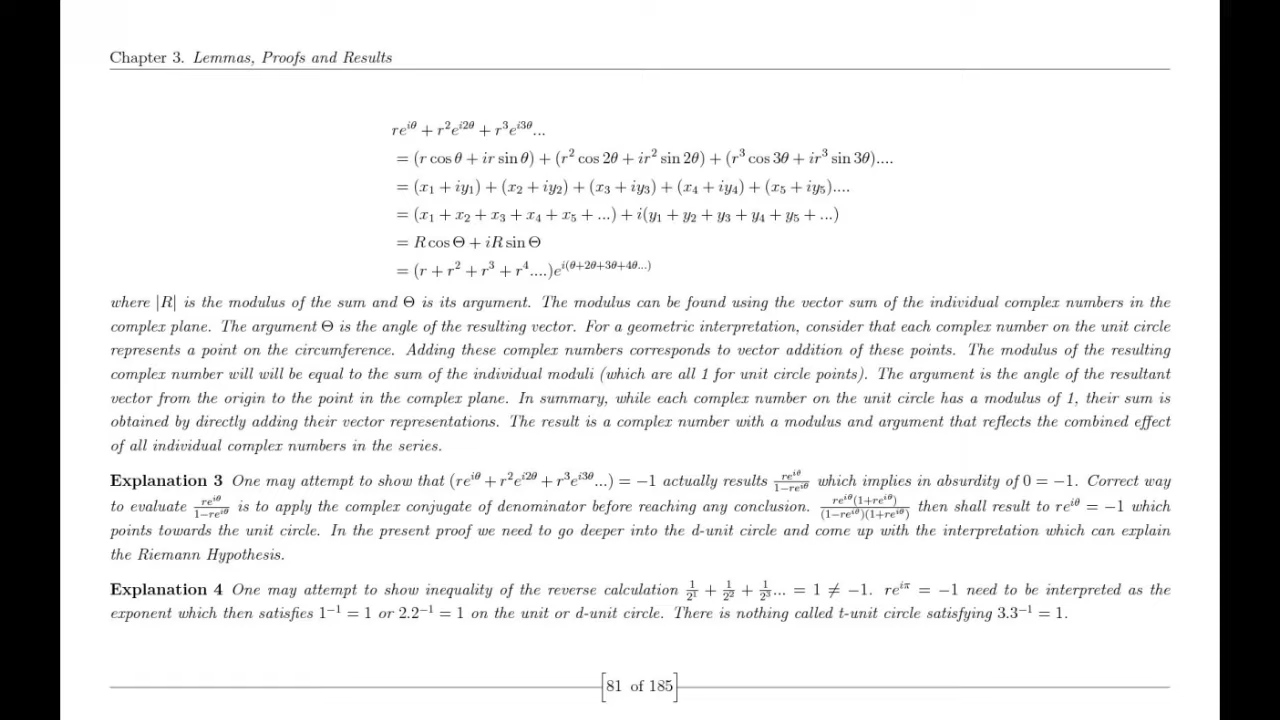 Chapter 3. Lemmas, Proofs and Results
re^{iθ} + r^2e^{i2θ} + r^3e^{i3θ}...
= (r cos θ + ir sin θ) + (r^2 cos 2θ + ir^2 sin 2θ) + (r^3 cos 3θ + ir^3 sin 3θ)....
= (x_1 + iy_1) + (x_2 + iy_2) + (x_3 + iy_3) + (x_4 + iy_4) + (x_5 + iy_5)....
= (x_1 + x_2 + x_3 + x_4 + x_5 + ...) + i(y_1 + y_2 + y_3 + y_4 + y_5 + ...)
= R cos Θ + iR sin Θ
= (r + r^2 + r^3 + r^4....)e^{i(θ+2θ+3θ+4θ...)}
where |R| is the modulus of the sum and Θ is its argument. The modulus can be found using the vector sum of the individual complex numbers in the
complex plane. The argument Θ is the angle of the resulting vector. For a geometric interpretation, consider that each complex number on the unit circle
represents a point on the circumference. Adding these complex numbers corresponds to vector addition of these points. The modulus of the resulting
complex number will will be equal to the sum of the individual moduli (which are all 1 for unit circle points). The argument is the angle of the resultant
vector from the origin to the point in the complex plane. In summary, while each complex number on the unit circle has a modulus of 1, their sum is
obtained by directly adding their vector representations. The result is a complex number with a modulus and argument that reflects the combined effect
of all individual complex numbers in the series.
Explanation 3 One may attempt to show that (re^{iθ} + r^2e^{i2θ} + r^3e^{i3θ}...) = −1 actually results \frac{re^{iθ}}{1−re^{iθ}} which implies in absurdity of 0 = −1. Correct way
to evaluate \frac{re^{iθ}}{1−re^{iθ}} is to apply the complex conjugate of denominator before reaching any conclusion. \frac{re^{iθ}(1+re^{iθ})}{(1−re^{iθ})(1+re^{iθ})} then shall result to re^{iθ} = −1 which
points towards the unit circle. In the present proof we need to go deeper into the d-unit circle and come up with the interpretation which can explain
the Riemann Hypothesis.
Explanation 4 One may attempt to show inequality of the reverse calculation \frac{1}{2^1} + \frac{1}{2^2} + \frac{1}{2^3}... = 1 ≠ −1. re^{iπ} = −1 need to be interpreted as the
exponent which then satisfies 1^{−1} = 1 or 2.2^{−1} = 1 on the unit or d-unit circle. There is nothing called t-unit circle satisfying 3.3^{−1} = 1.
81 of 185